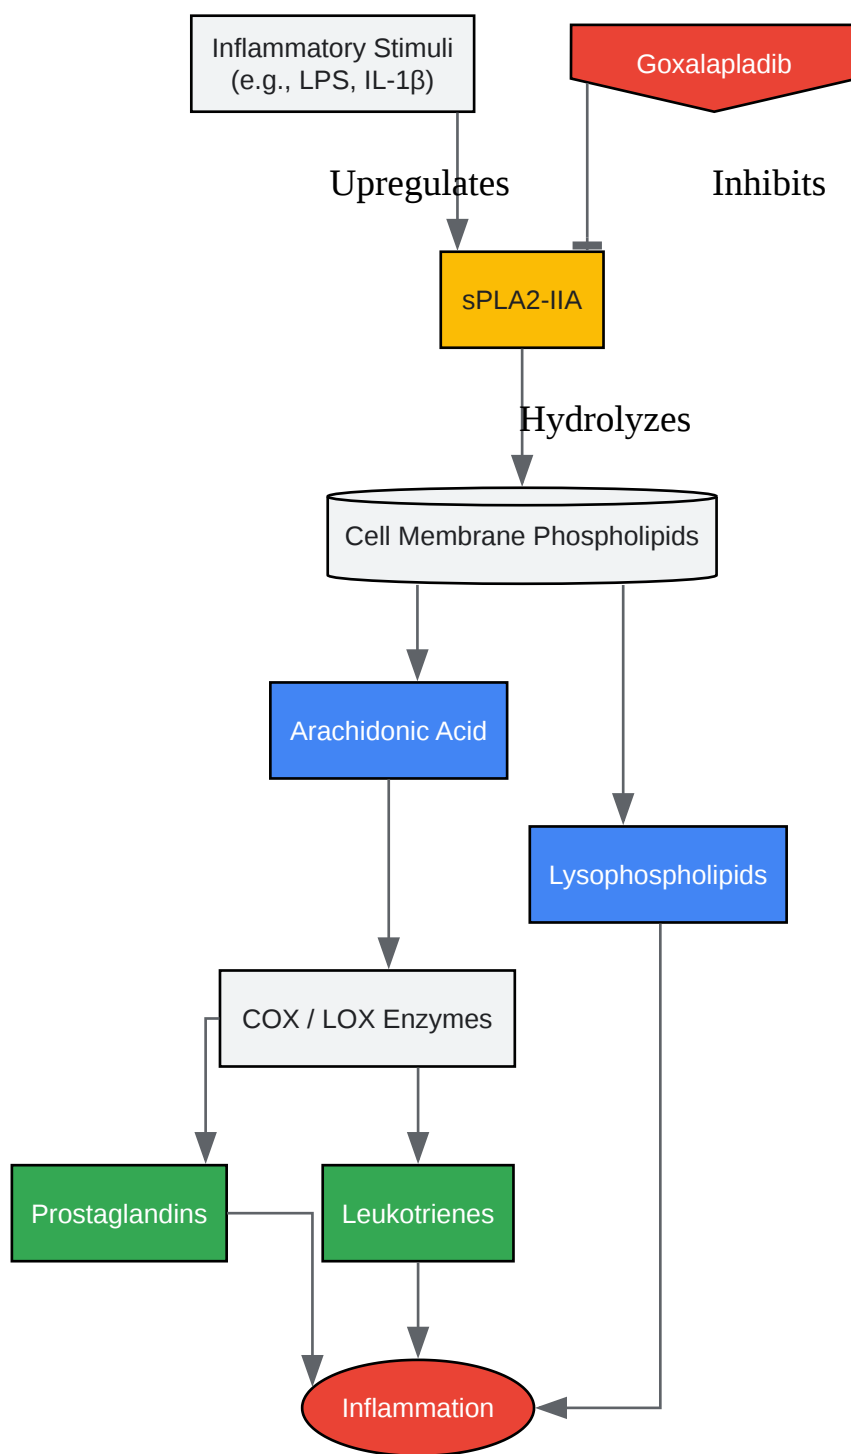 Inflammatory Stimuli
(e.g., LPS, IL-1β)
Goxalapladib
Upregulates
Inhibits
sPLA2-IIA
Hydrolyzes
Cell Membrane Phospholipids
Arachidonic Acid
Lysophospholipids
COX / LOX Enzymes
Prostaglandins
Leukotrienes
Inflammation